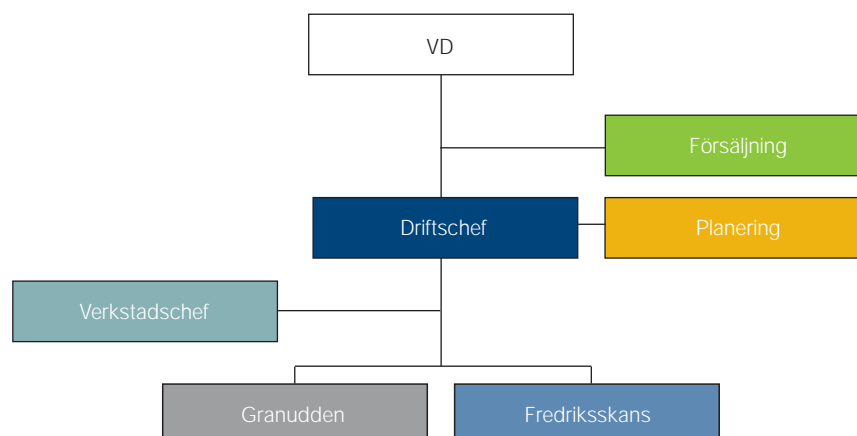 VD
Försäljning
Driftschef
Planering
Verkstadschef
Granudden
Fredriksskans